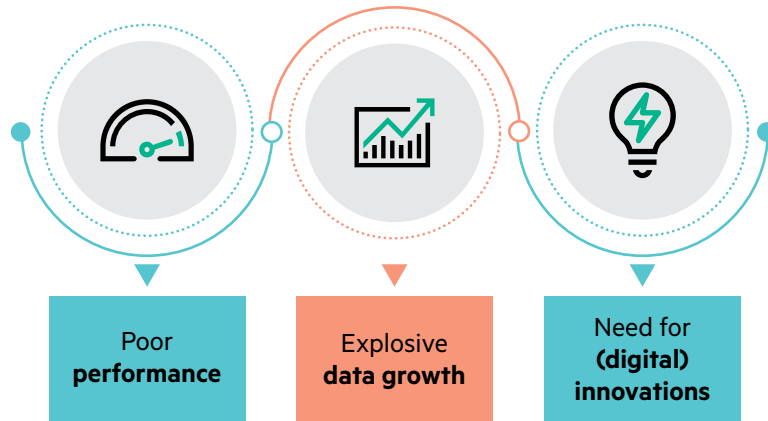 Poor
performance
Explosive
data growth
Need for
(digital)
innovations